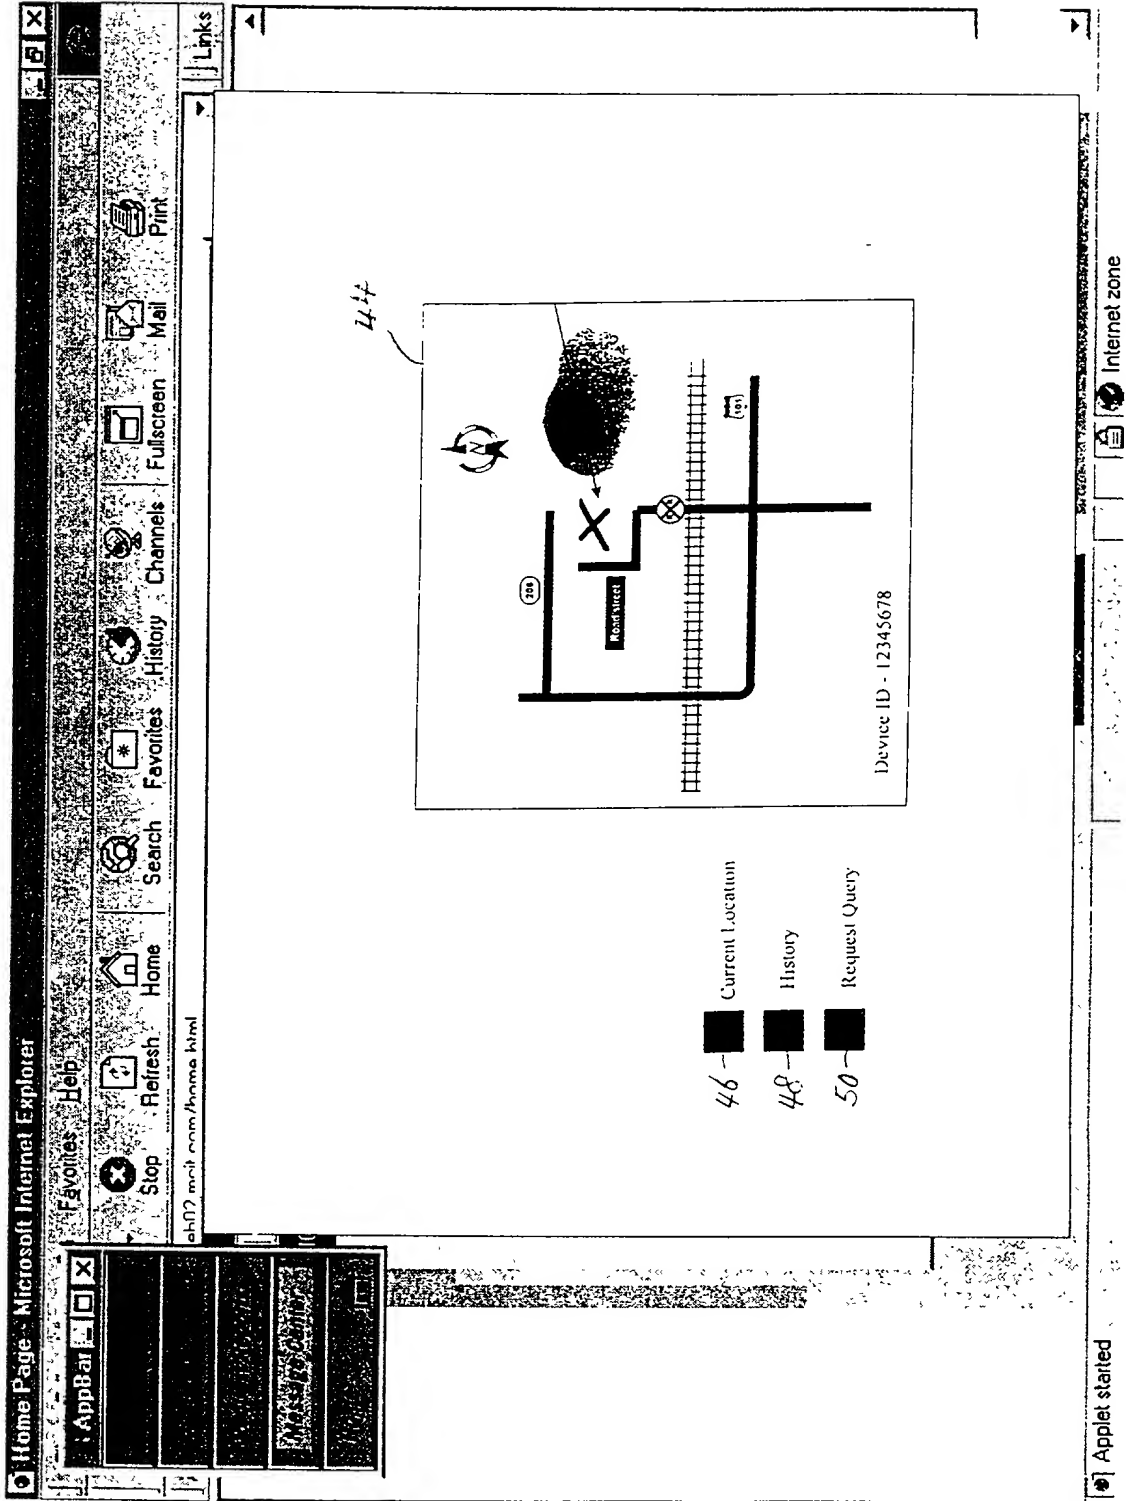 Home Page - Microsoft Internet Explorer
Favorites Help
Stop Refresh Home Search Favorites History Channels Fullscreen Mail Print
Links
AppBar
44
N
206
Road Street
101
Device ID - 12345678
46 Current Location
48 History
50 Request Query
Applet started
Internet zone